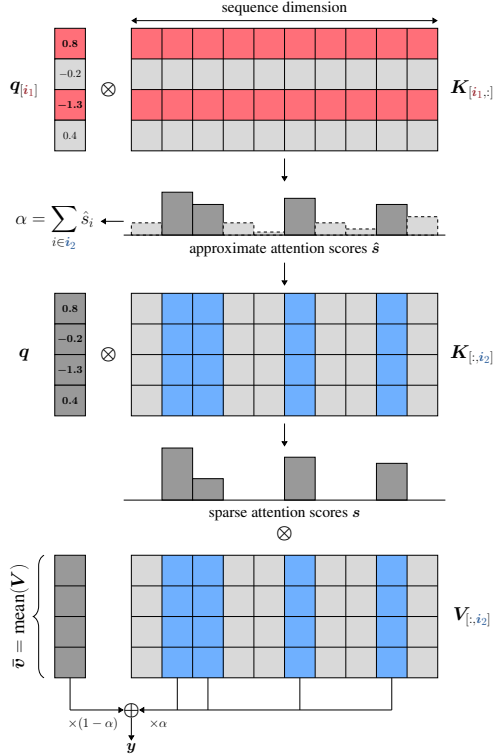 sequence dimension
0.8
−0.2
−1.3
0.4
q[i₁]
⊗
K[i₁,:]
α = ∑ ŝᵢ
i∈i₂
approximate attention scores ŝ
0.8
−0.2
−1.3
0.4
q
⊗
K[:,i₂]
sparse attention scores s
⊗
v̄ = mean(V)
V[:,i₂]
×(1 − α)
⊕
×α
y